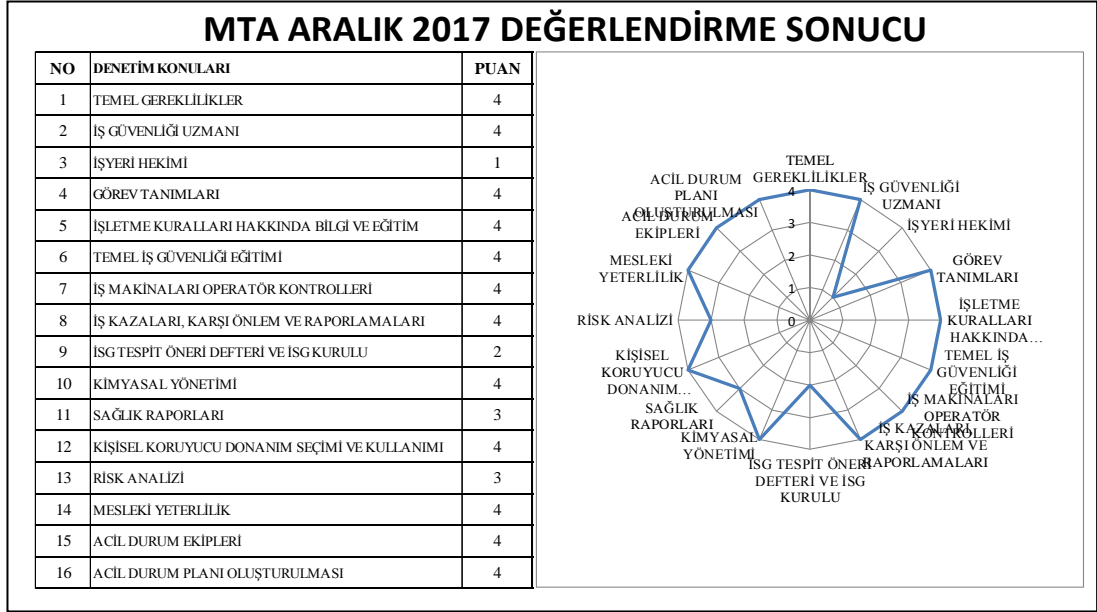 MTA ARALIK 2017 DEĞERLENDİRME SONUCU
NO DENETİM KONULARI PUAN
1 TEMEL GEREKLİLİKLER 4
2 İŞ GÜVENLİĞİ UZMANI 4
3 İŞYERİ HEKİMİ 1
4 GÖREV TANIMLARI 4
5 İŞLETME KURALLARI HAKKINDA BİLGİ VE EĞİTİM 4
6 TEMEL İŞ GÜVENLİĞİ EĞİTİMİ 4
7 İŞ MAKİNALARI OPERATÖR KONTROLLERİ 4
8 İŞ KAZALARI, KARŞI ÖNLEM VE RAPORLAMALARI 4
9 İSG TESPİT ÖNERİ DEFTERİ VE İSG KURULU 2
10 KİMYASAL YÖNETİMİ 4
11 SAĞLIK RAPORLARI 3
12 KİŞİSEL KORUYUCU DONANIM SEÇİMİ VE KULLANIMI 4
13 RİSK ANALİZİ 3
14 MESLEKİ YETERLİLİK 4
15 ACİL DURUM EKİPLERİ 4
16 ACİL DURUM PLANI OLUŞTURULMASI 4
TEMEL
GEREKLİLİKLER
İŞ GÜVENLİĞİ
UZMANI
İŞYERİ HEKİMİ
GÖREV
TANIMLARI
İŞLETME
KURALLARI
HAKKINDA…
TEMEL İŞ
GÜVENLİĞİ
EĞİTİMİ
İŞ MAKİNALARI
OPERATÖR
KONTROLLERİ
İŞ KAZALARI,
KARŞI ÖNLEM VE
RAPORLAMALARI
İSG TESPİT ÖNERİ
DEFTERİ VE İSG
KURULU
KİMYASAL
YÖNETİMİ
SAĞLIK
RAPORLARI
KİŞİSEL
KORUYUCU
DONANIM…
RİSK ANALİZİ
MESLEKİ
YETERLİLİK
ACİL DURUM
EKİPLERİ
ACİL DURUM
PLANI
OLUŞTURULMASI
4
3
2
1
0